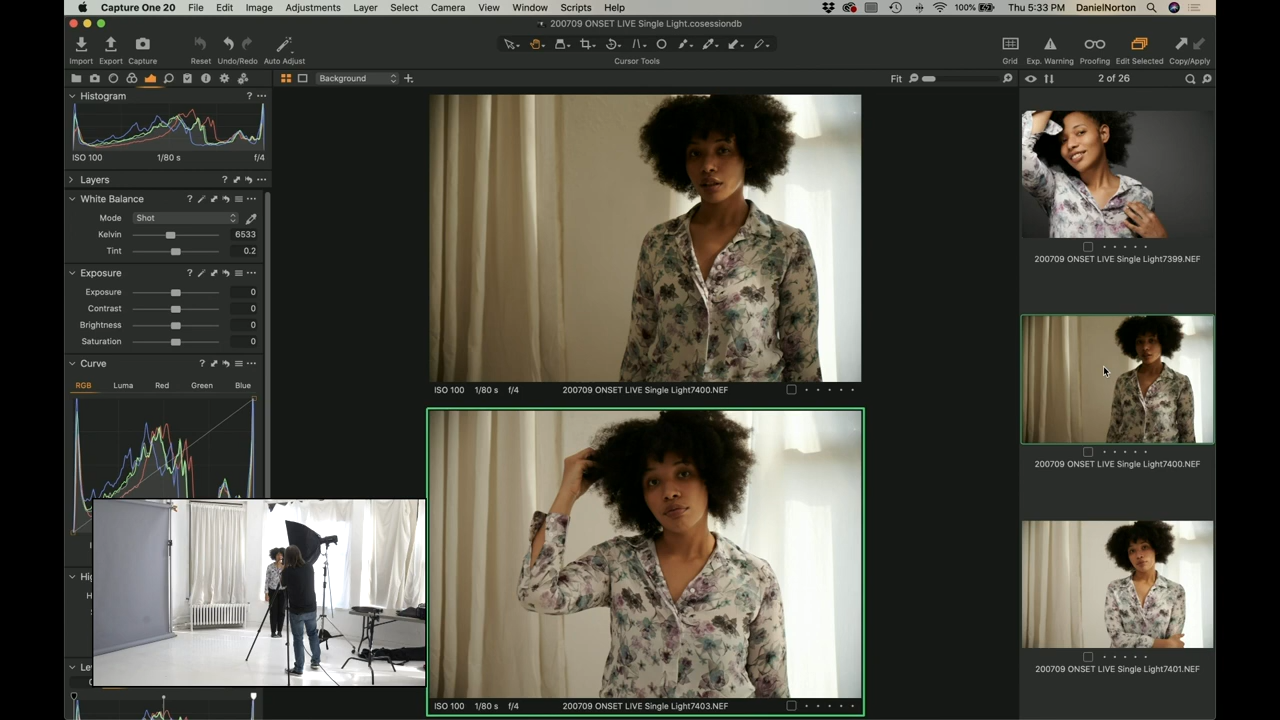 Capture One 20 File Edit Image Adjustments Layer Select Camera View Window Scripts Help 100% Thu 5:33 PM DanielNorton
200709 ONSET LIVE Single Light.cosessiondb
Import Export Capture Reset Undo/Redo Auto Adjust Cursor Tools Grid Exp. Warning Proofing Edit Selected Copy/Apply
Background Fit 2 of 26
Histogram ? ...
ISO 100 1/80 s f/4
Layers ? ...
White Balance ? ...
Mode Shot
Kelvin 6533
Tint 0.2
Exposure ? ...
Exposure 0
Contrast 0
Brightness 0
Saturation 0
Curve ? ...
RGB Luma Red Green Blue
ISO 100 1/80 s f/4 200709 ONSET LIVE Single Light7400.NEF
ISO 100 1/80 s f/4 200709 ONSET LIVE Single Light7403.NEF
200709 ONSET LIVE Single Light7399.NEF
200709 ONSET LIVE Single Light7400.NEF
200709 ONSET LIVE Single Light7401.NEF